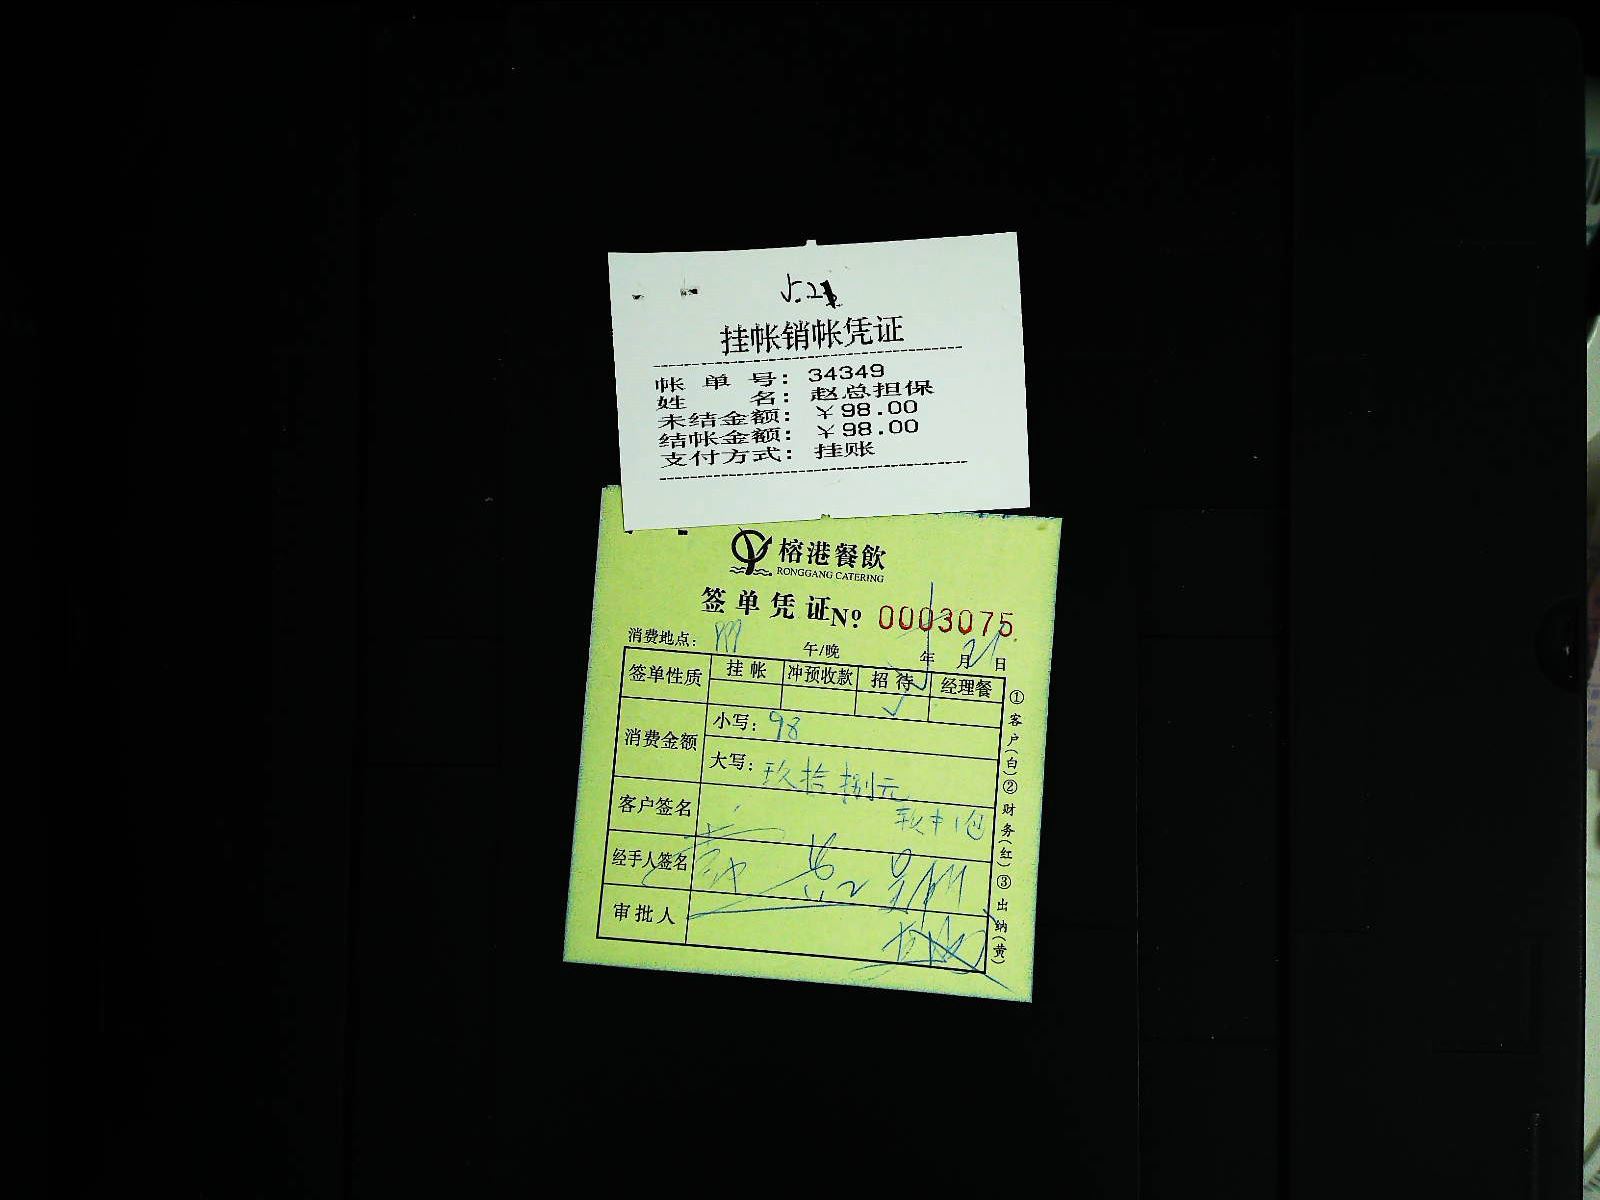 挂帐销帐凭证
帐单号: 34349
姓名: 赵总担保
未结金额: ￥98.00
结帐金额: ￥98.00
支付方式: 挂账
榕港餐飲
RONGGANG CATERING
签单凭证 № 0003075
消费地点: 999 午/晚 年 月 21 日
签单性质 挂帐 冲预收款 招待 经理餐
✓
消费金额 小写: 98
大写: 玖拾捌元
客户签名
经手人签名
审批人
①客户(白)②财务(红)③出纳(黄)